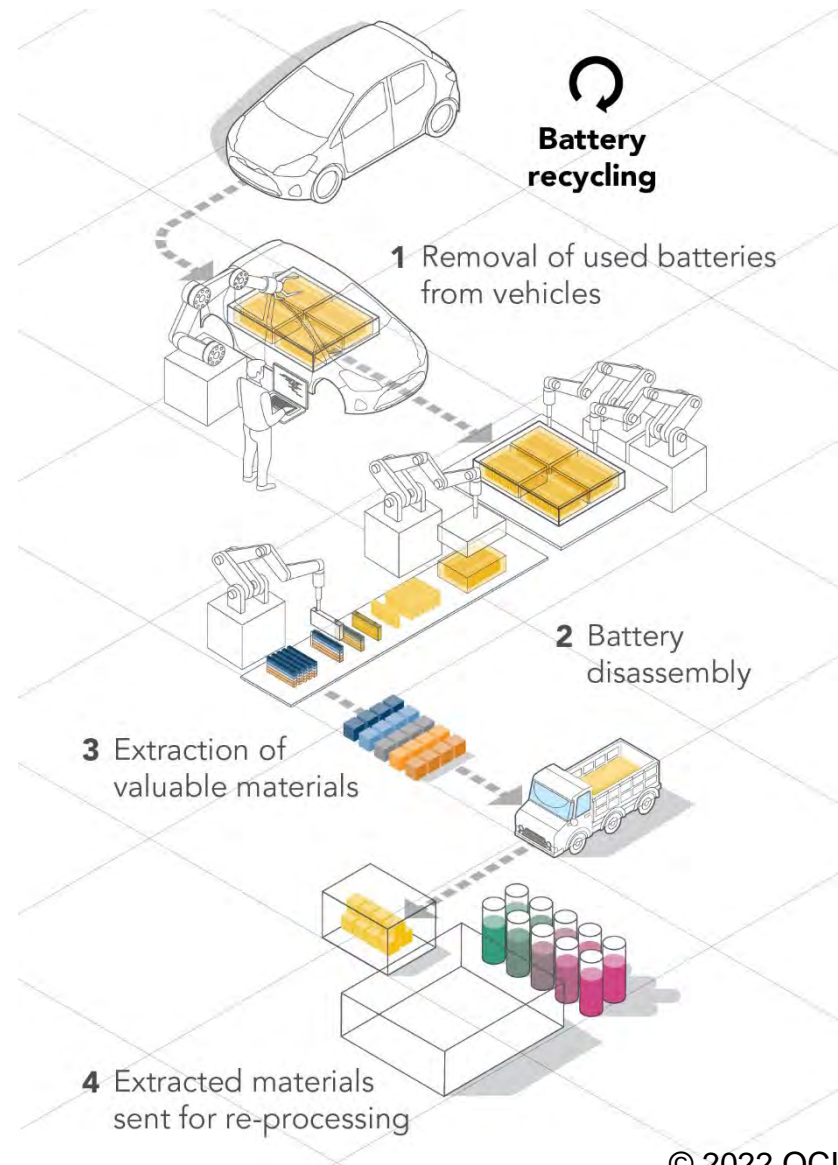 Battery
recycling
1 Removal of used batteries
from vehicles
2 Battery
disassembly
3 Extraction of
valuable materials
4 Extracted materials
sent for re-processing
© 2022 OCI